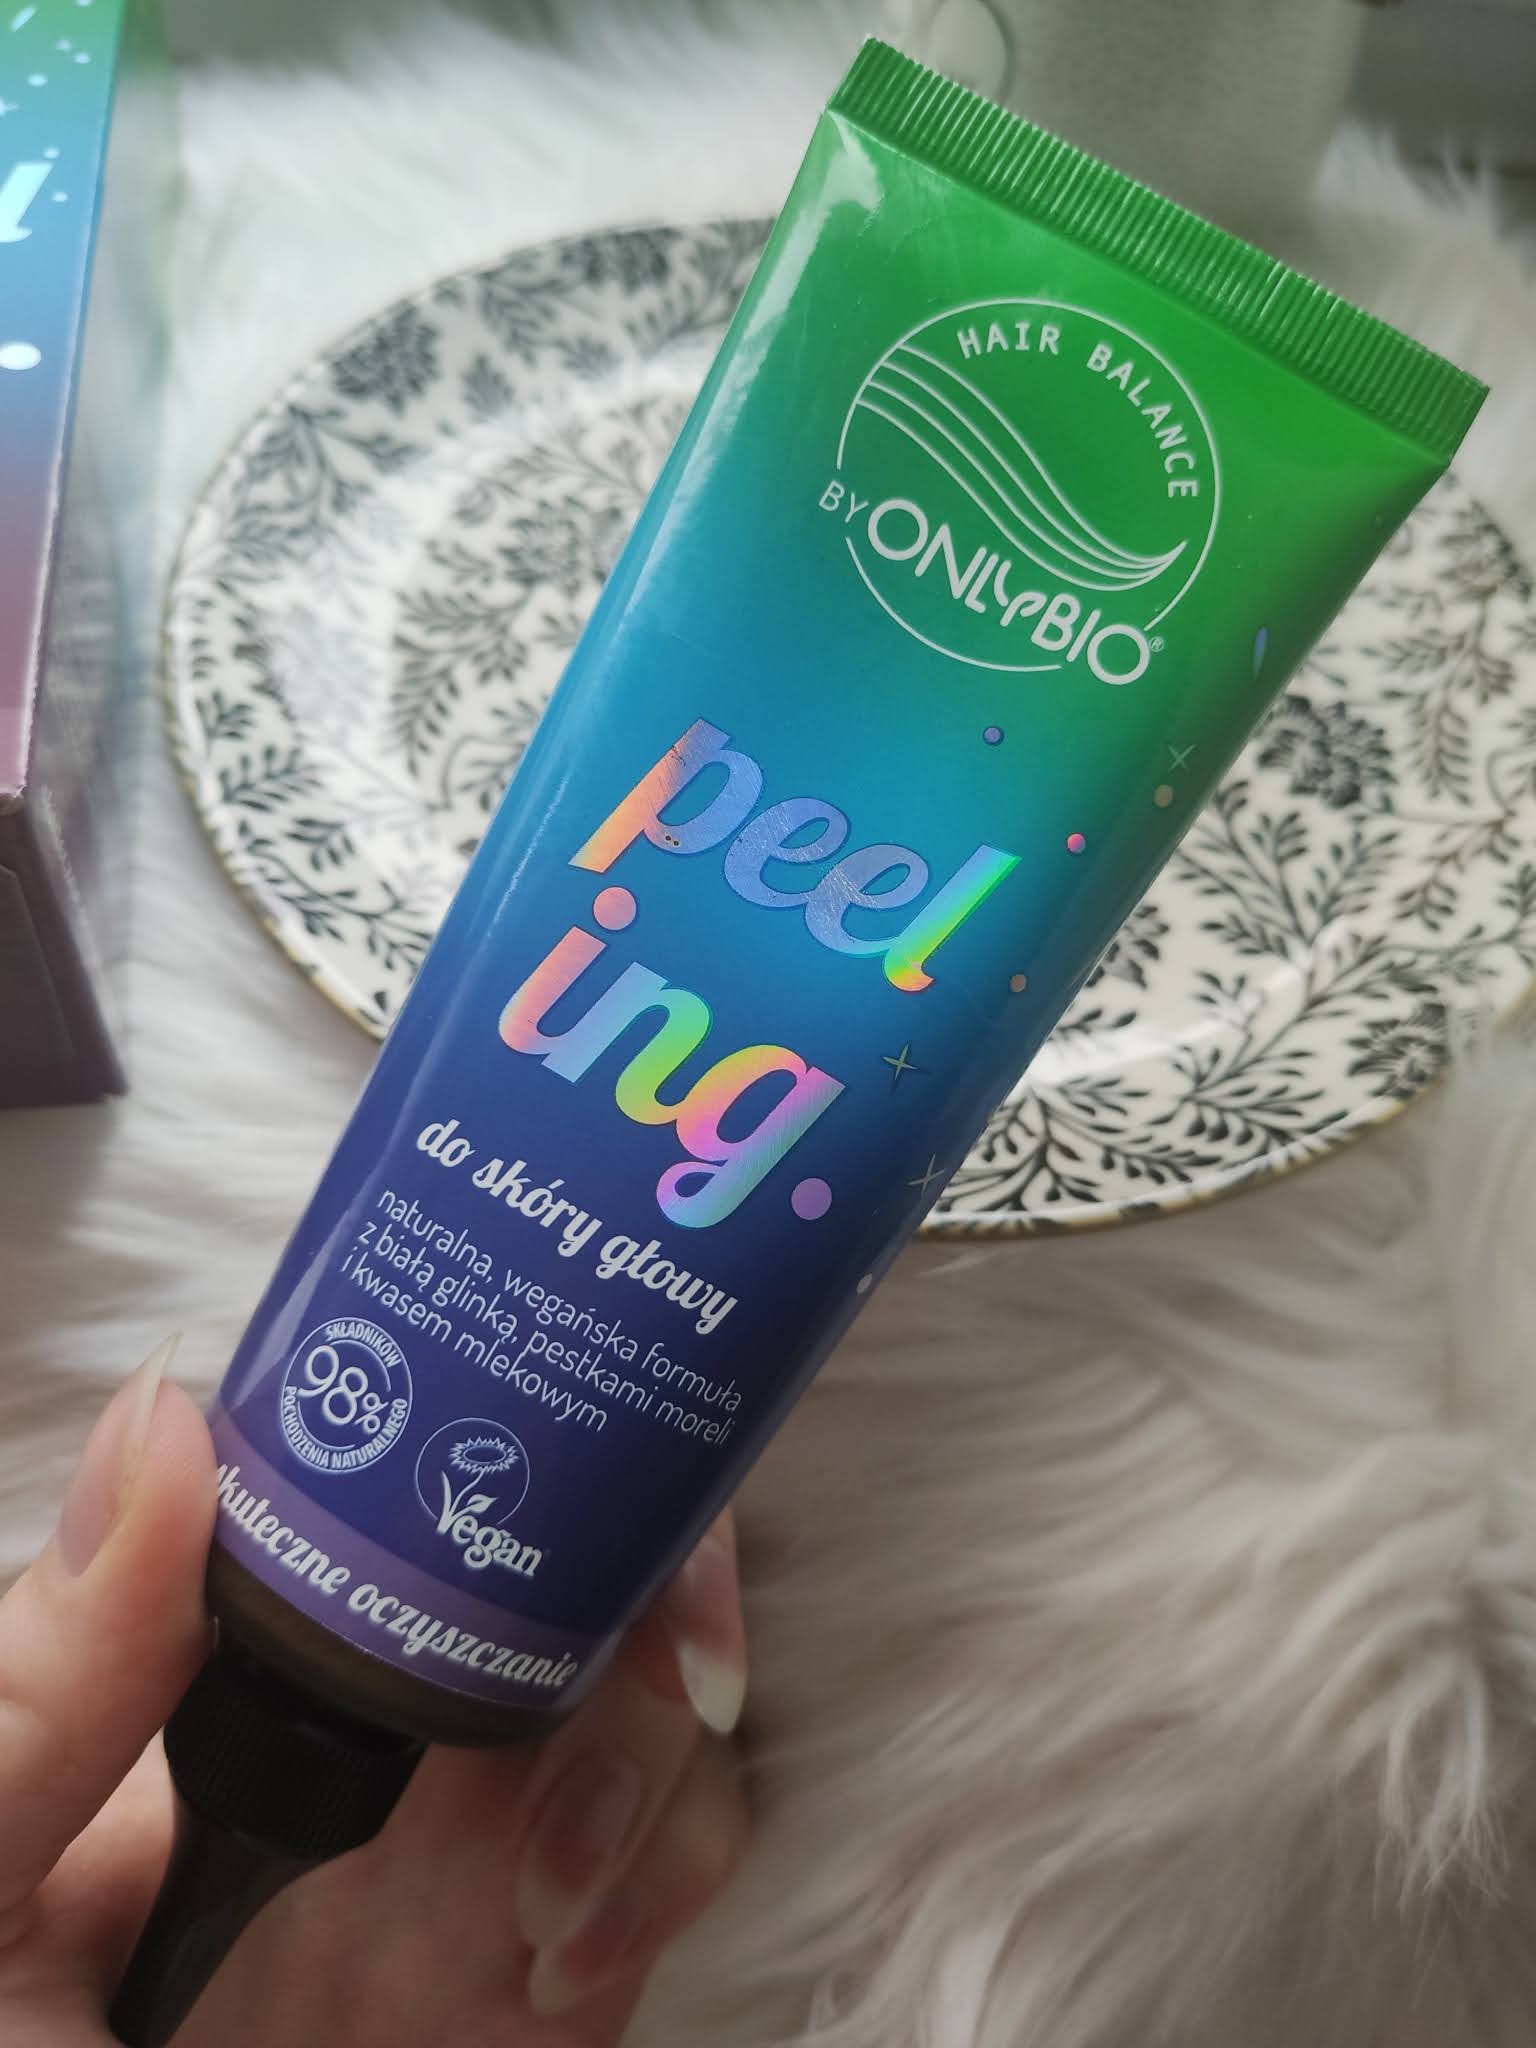 HAIR BALANCE
BY ONLYBIO®
peel
ing.
do skóry głowy
naturalna, wegańska formuła
z białą glinką, pestkami moreli
i kwasem mlekowym
SKŁADNIKÓW
98%
POCHODZENIA NATURALNEGO
Vegan
skuteczne oczyszczanie